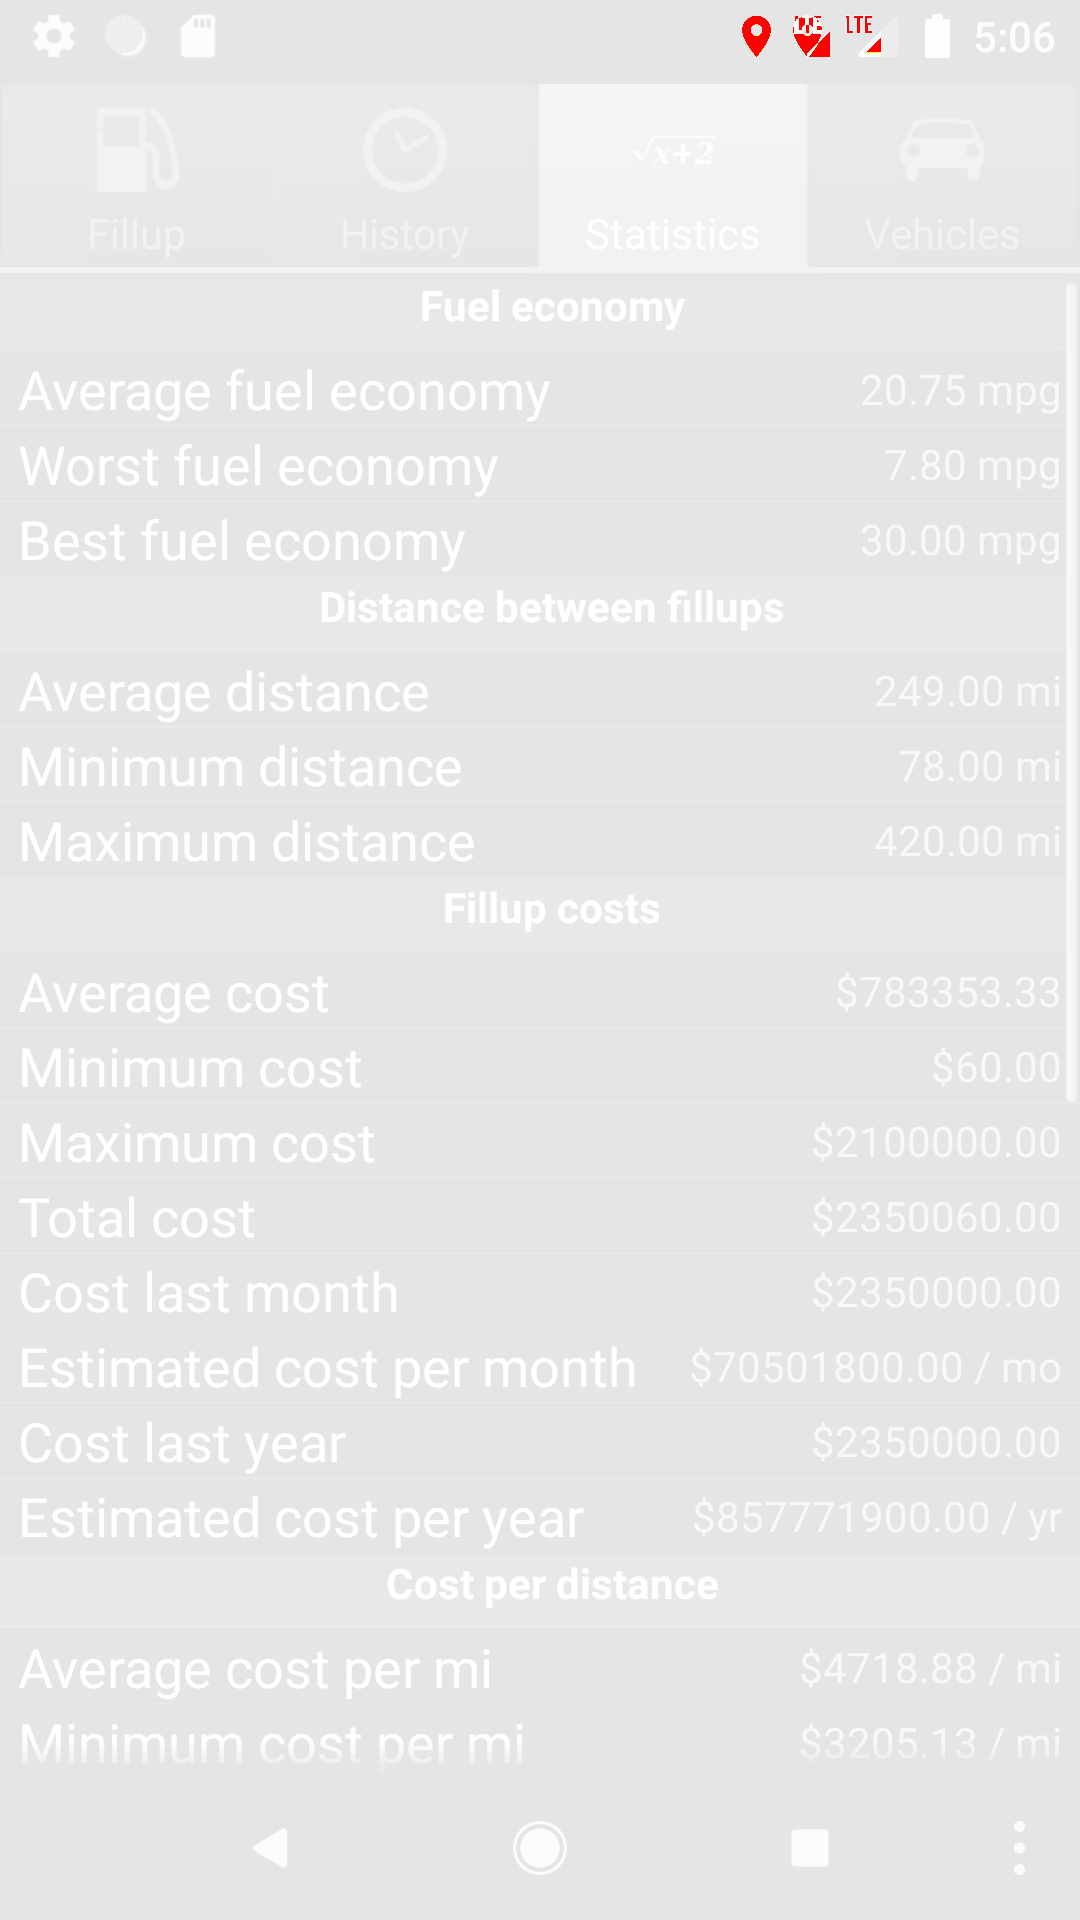 LTE LTE 5:06
√x+2
Fillup History Statistics Vehicles
Fuel economy
Average fuel economy 20.75 mpg
Worst fuel economy 7.80 mpg
Best fuel economy 30.00 mpg
Distance between fillups
Average distance 249.00 mi
Minimum distance 78.00 mi
Maximum distance 420.00 mi
Fillup costs
Average cost $783353.33
Minimum cost $60.00
Maximum cost $2100000.00
Total cost $2350060.00
Cost last month $2350000.00
Estimated cost per month $70501800.00 / mo
Cost last year $2350000.00
Estimated cost per year $857771900.00 / yr
Cost per distance
Average cost per mi $4718.88 / mi
Minimum cost per mi $3205.13 / mi